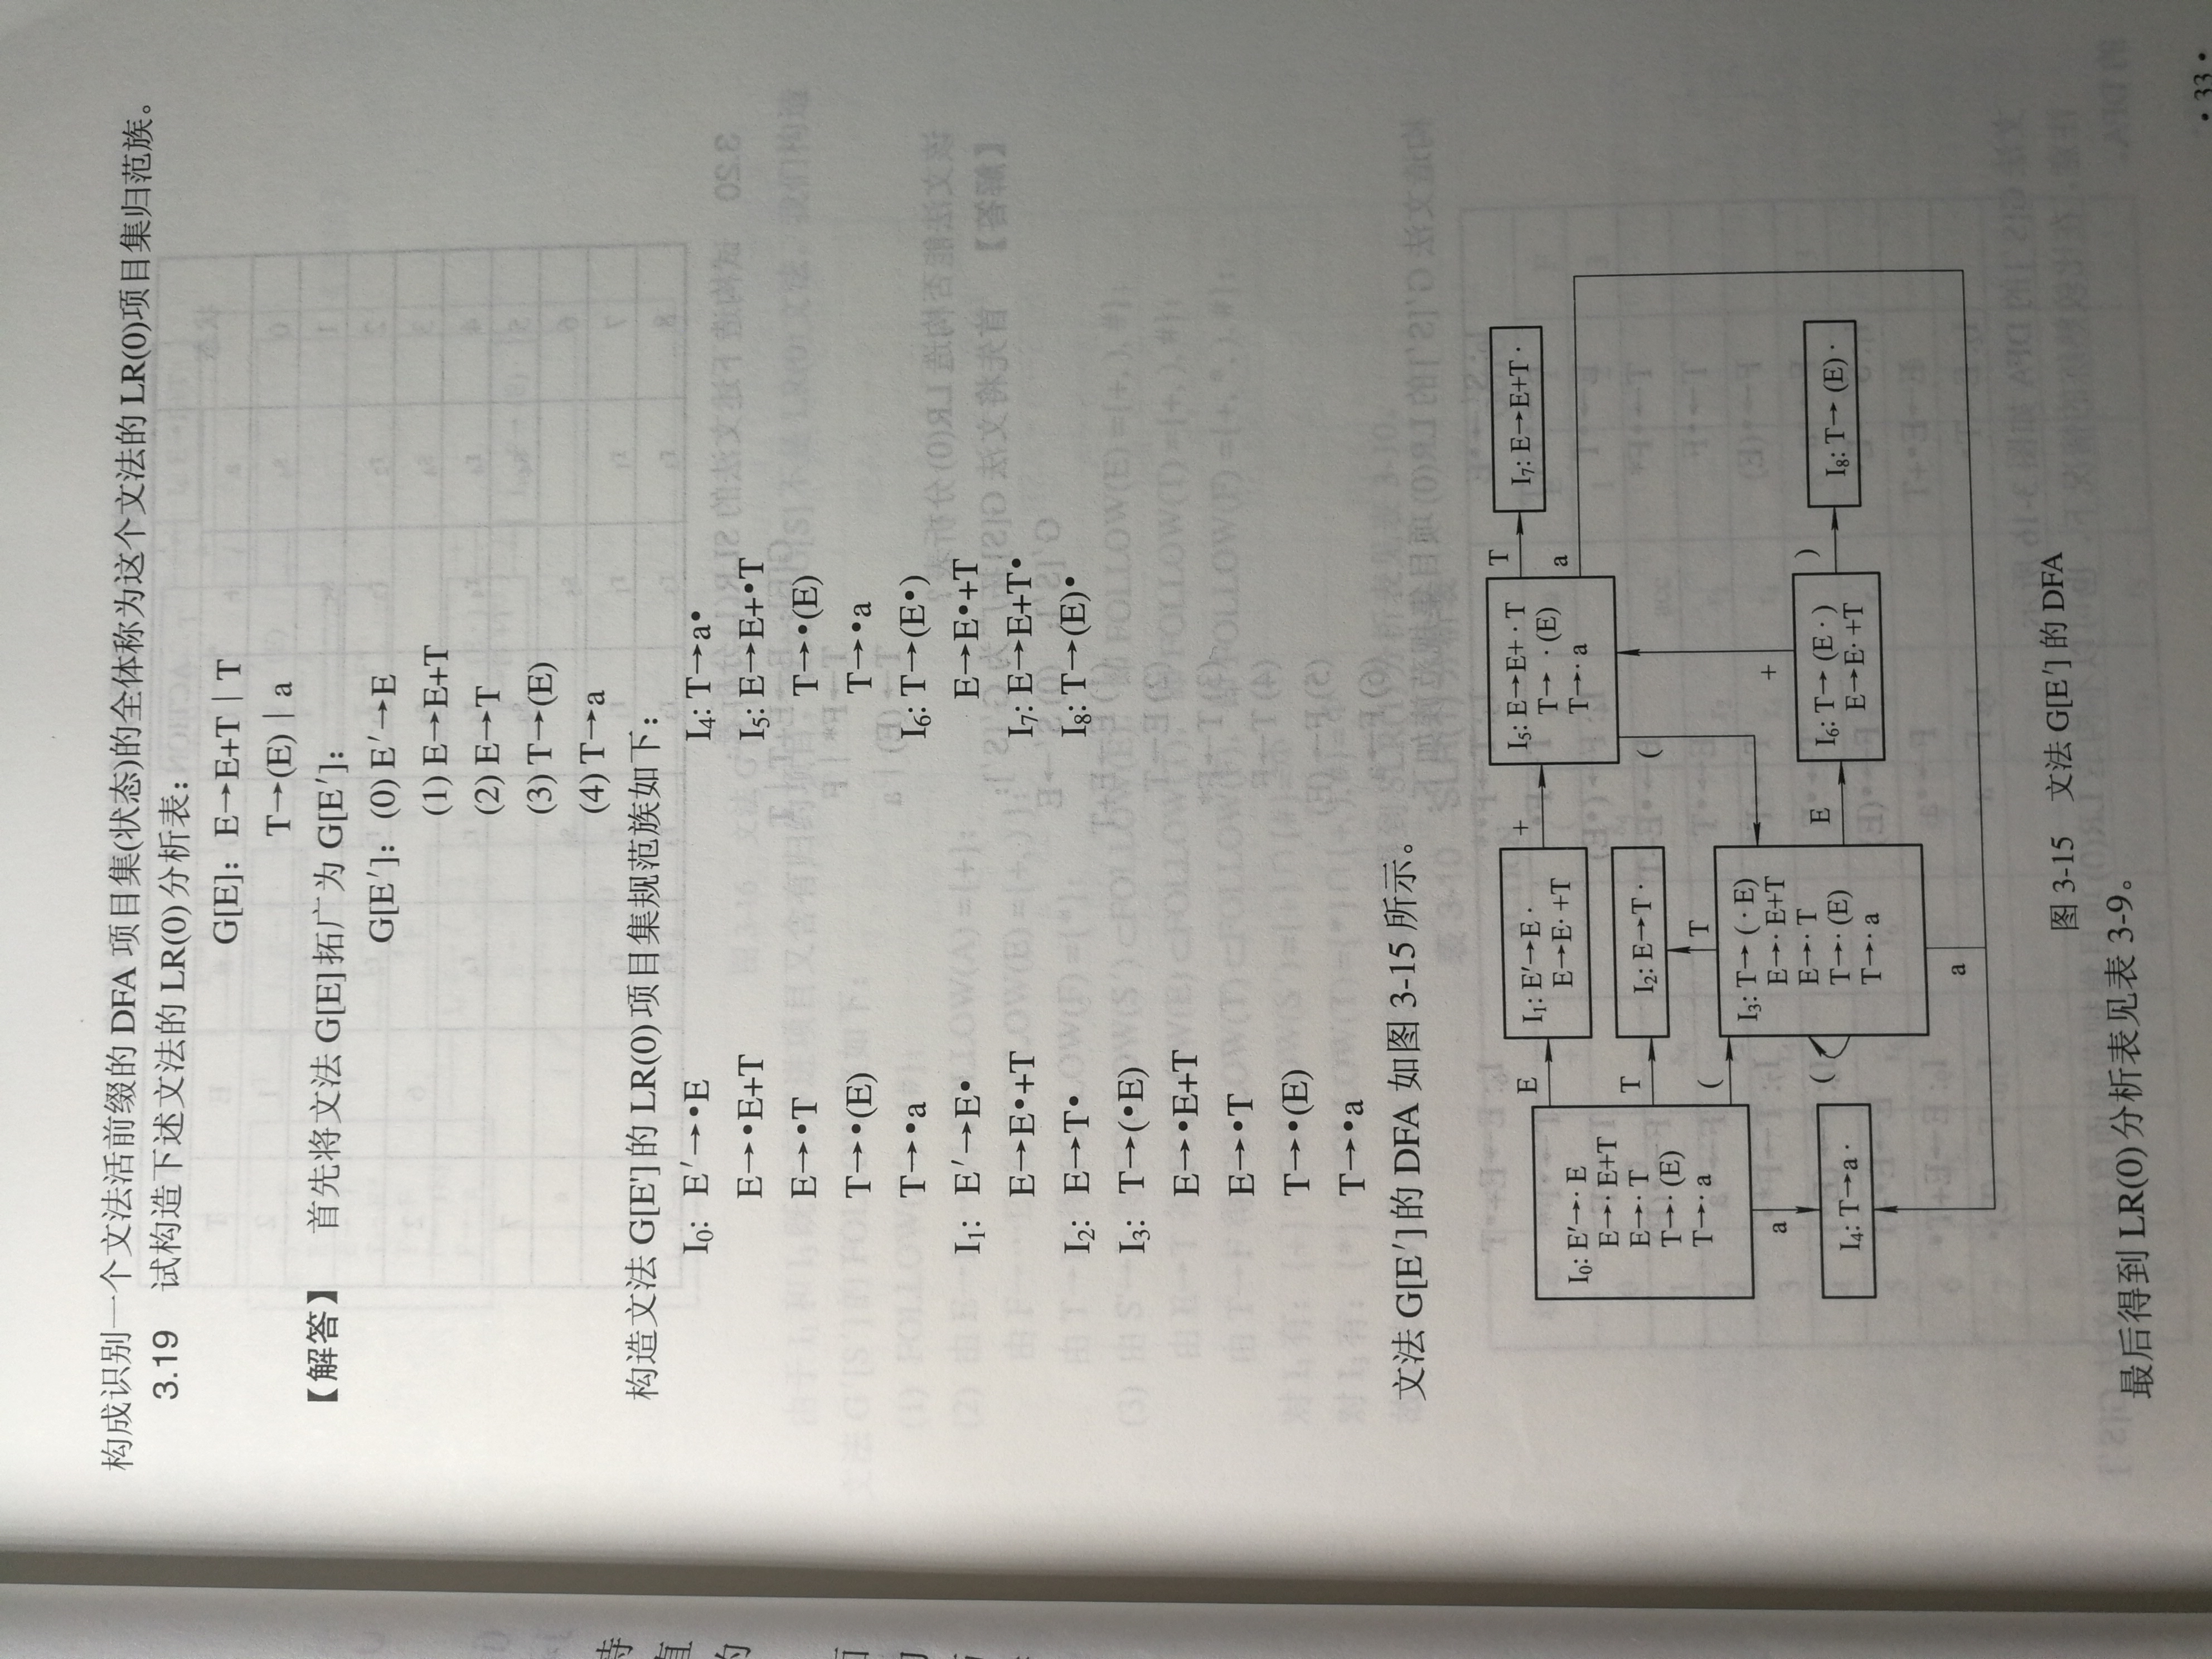 构成识别一个文法活前缀的 DFA 项目集(状态)的全体称为这个文法的 LR(0)项目集归范族。
3.19 试构造下述文法的 LR(0)分析表：
G[E]： E→E+T | T
T→(E) | a
【解答】 首先将文法 G[E]拓广为 G[E′]：
G[E′]： (0) E′→E
(1) E→E+T
(2) E→T
(3) T→(E)
(4) T→a
构造文法 G[E′]的 LR(0)项目集规范族如下：
I₀： E′→•E
E→•E+T
E→•T
T→•(E)
T→•a
I₁： E′→E•
E→E•+T
I₂： E→T•
I₃： T→(•E)
E→•E+T
E→•T
T→•(E)
T→•a
I₄: T→a•
I₅: E→E+•T
T→•(E)
T→•a
I₆: T→(E•)
E→E•+T
I₇: E→E+T•
I₈: T→(E)•
文法 G[E′]的 DFA 如图 3-15 所示。
I₀: E′→·E
E→·E+T
E→·T
T→·(E)
T→·a
E
T
(
a
I₁: E′→E·
E→E·+T
+
I₂: E→T·
T
I₃: T→(·E)
E→·E+T
E→·T
T→·(E)
T→·a
(
E
a
I₄: T→a·
I₅: E→E+·T
T→·(E)
T→·a
T
a
(
+
I₆: T→(E·)
E→E·+T
)
I₇: E→E+T·
I₈: T→(E)·
图 3-15 文法 G[E′]的 DFA
最后得到 LR(0)分析表见表 3-9。
• 33 •